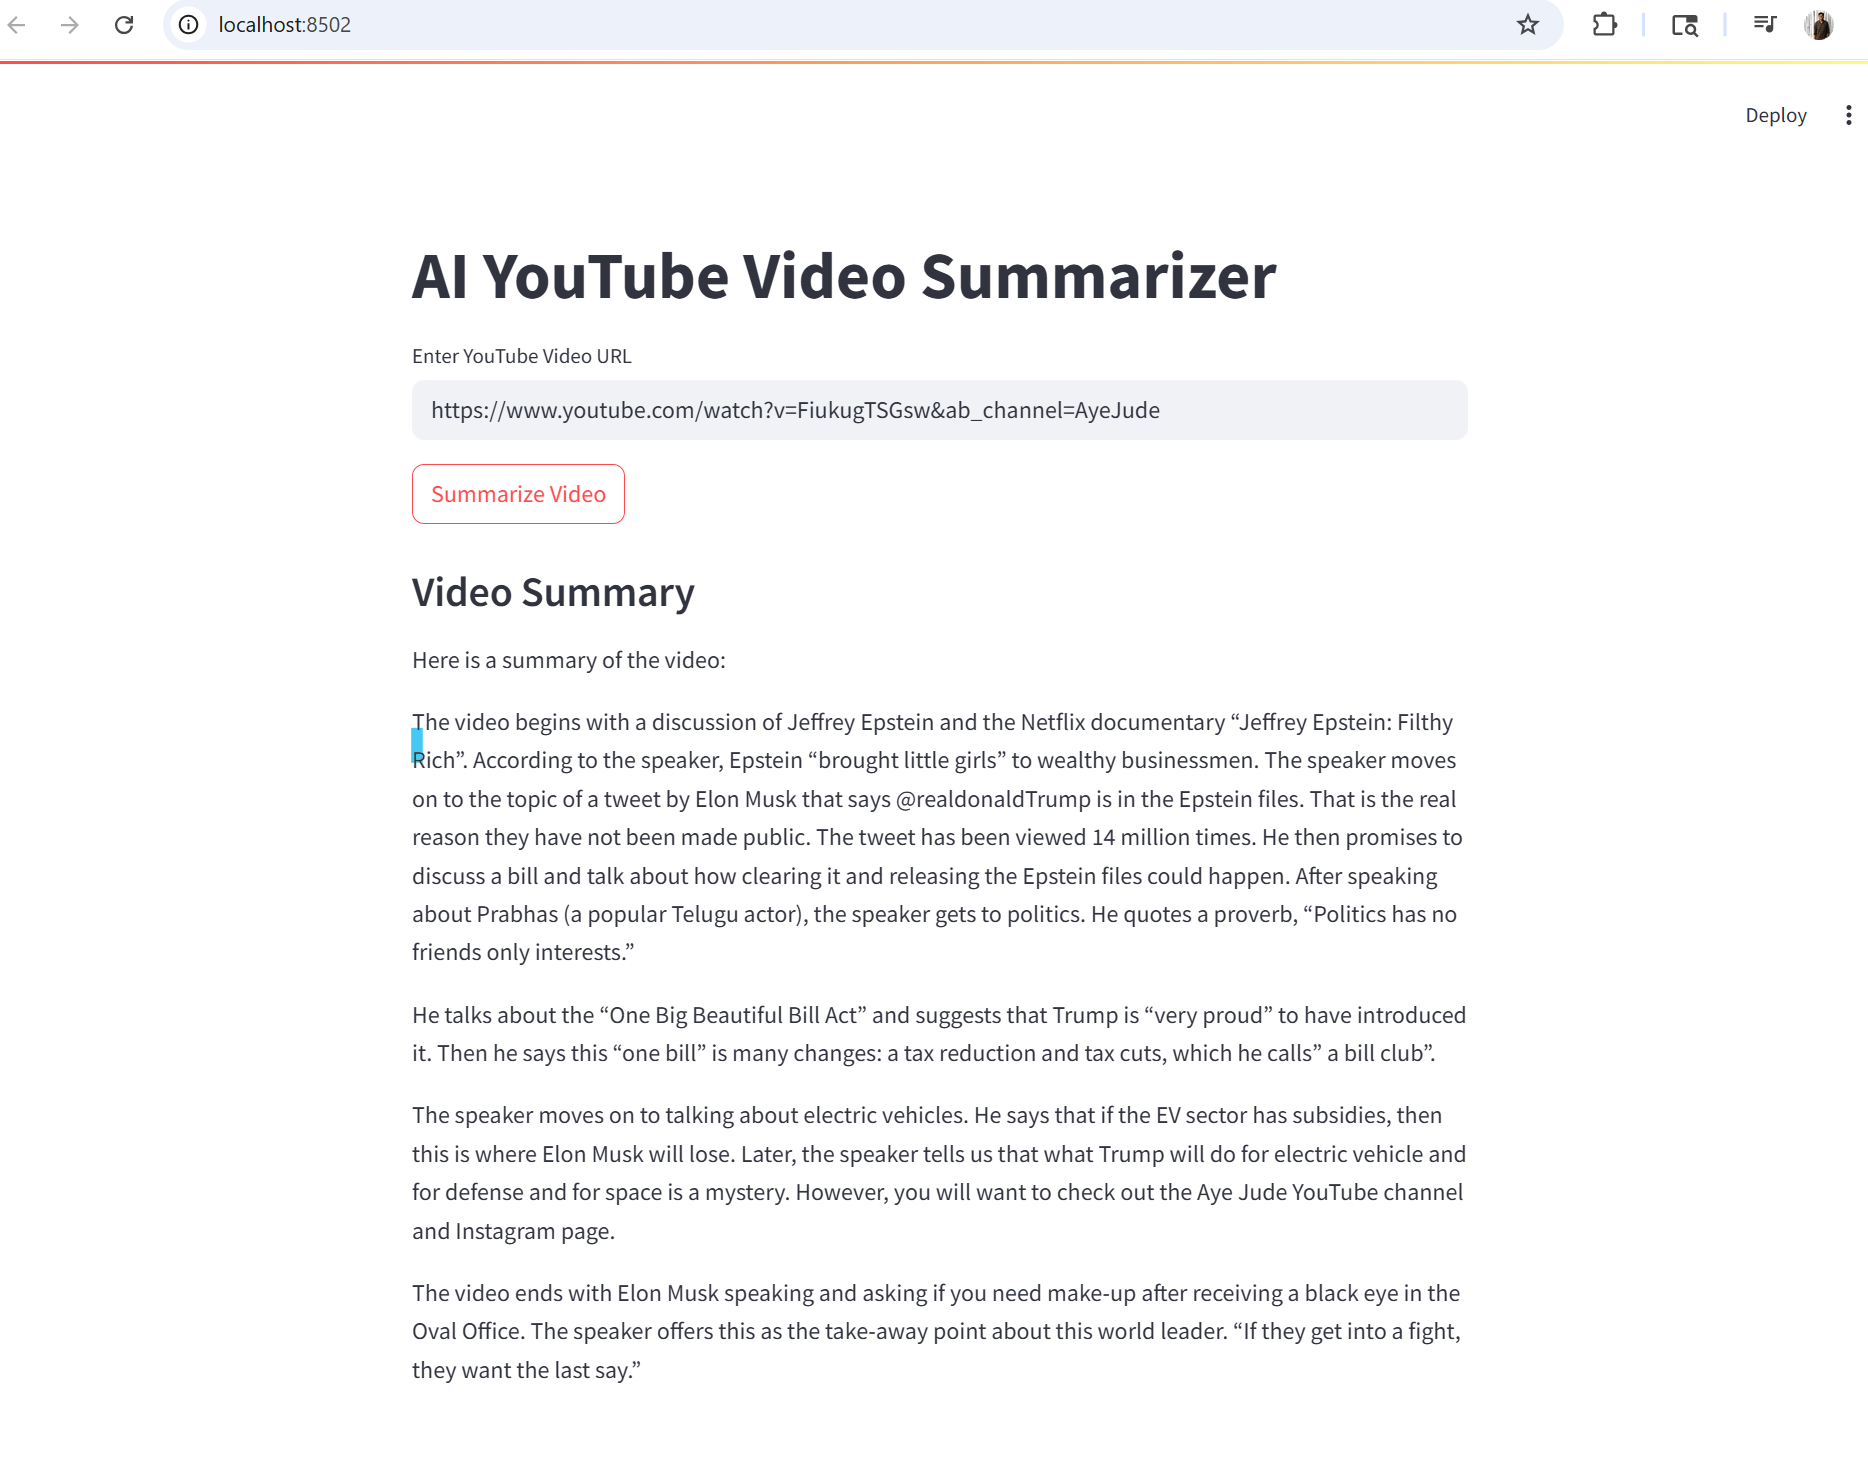 localhost:8502
Deploy
AI YouTube Video Summarizer
Enter YouTube Video URL
https://www.youtube.com/watch?v=FiukugTSGsw&ab_channel=AyeJude
Summarize Video
Video Summary
Here is a summary of the video:
The video begins with a discussion of Jeffrey Epstein and the Netflix documentary “Jeffrey Epstein: Filthy
Rich”. According to the speaker, Epstein “brought little girls” to wealthy businessmen. The speaker moves
on to the topic of a tweet by Elon Musk that says @realdonaldTrump is in the Epstein files. That is the real
reason they have not been made public. The tweet has been viewed 14 million times. He then promises to
discuss a bill and talk about how clearing it and releasing the Epstein files could happen. After speaking
about Prabhas (a popular Telugu actor), the speaker gets to politics. He quotes a proverb, “Politics has no
friends only interests.”
He talks about the “One Big Beautiful Bill Act” and suggests that Trump is “very proud” to have introduced
it. Then he says this “one bill” is many changes: a tax reduction and tax cuts, which he calls” a bill club”.
The speaker moves on to talking about electric vehicles. He says that if the EV sector has subsidies, then
this is where Elon Musk will lose. Later, the speaker tells us that what Trump will do for electric vehicle and
for defense and for space is a mystery. However, you will want to check out the Aye Jude YouTube channel
and Instagram page.
The video ends with Elon Musk speaking and asking if you need make-up after receiving a black eye in the
Oval Office. The speaker offers this as the take-away point about this world leader. “If they get into a fight,
they want the last say.”